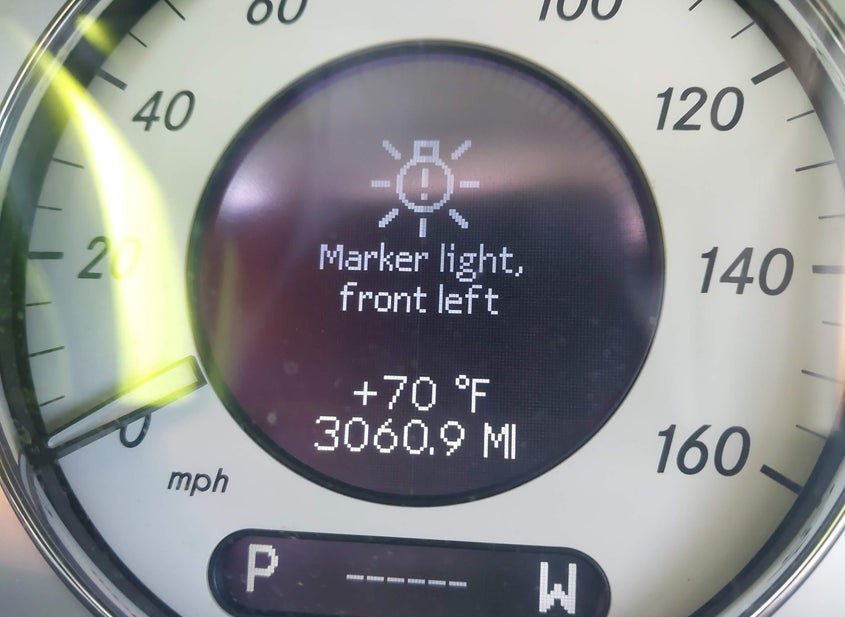 60
100
40
120
20
140
Marker light,
front left
+70 °F
3060.9 MI
0
160
mph
P ------ W